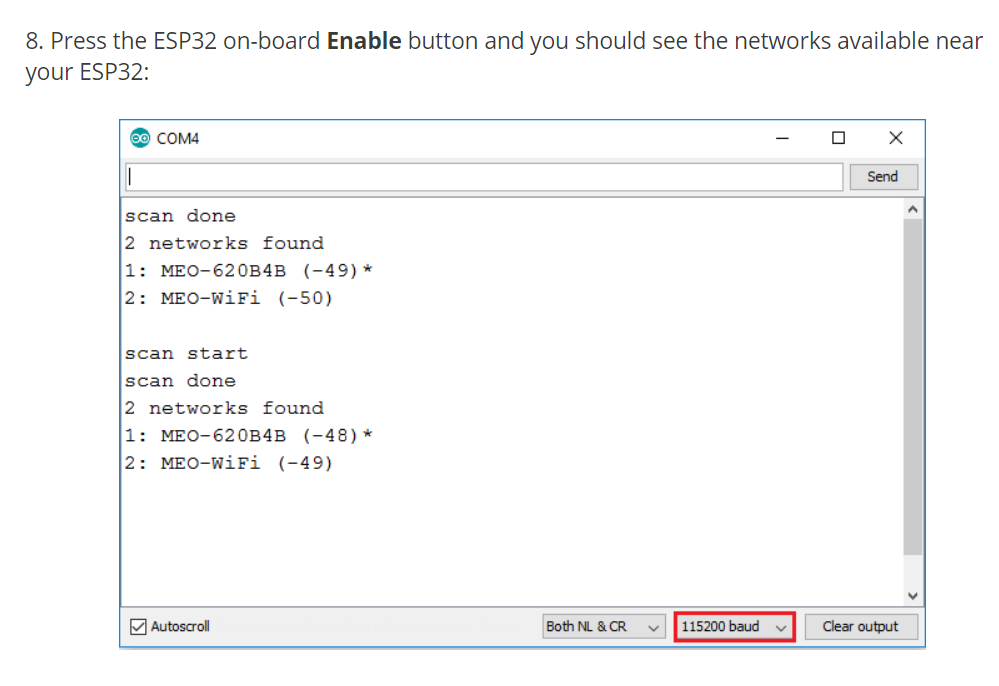 8. Press the ESP32 on-board Enable button and you should see the networks available near
your ESP32:
COM4
Send
scan done
2 networks found
1: MEO-620B4B (-49)*
2: MEO-WiFi (-50)
scan start
scan done
2 networks found
1: MEO-620B4B (-48)*
2: MEO-WiFi (-49)
Autoscroll
Both NL & CR
115200 baud
Clear output